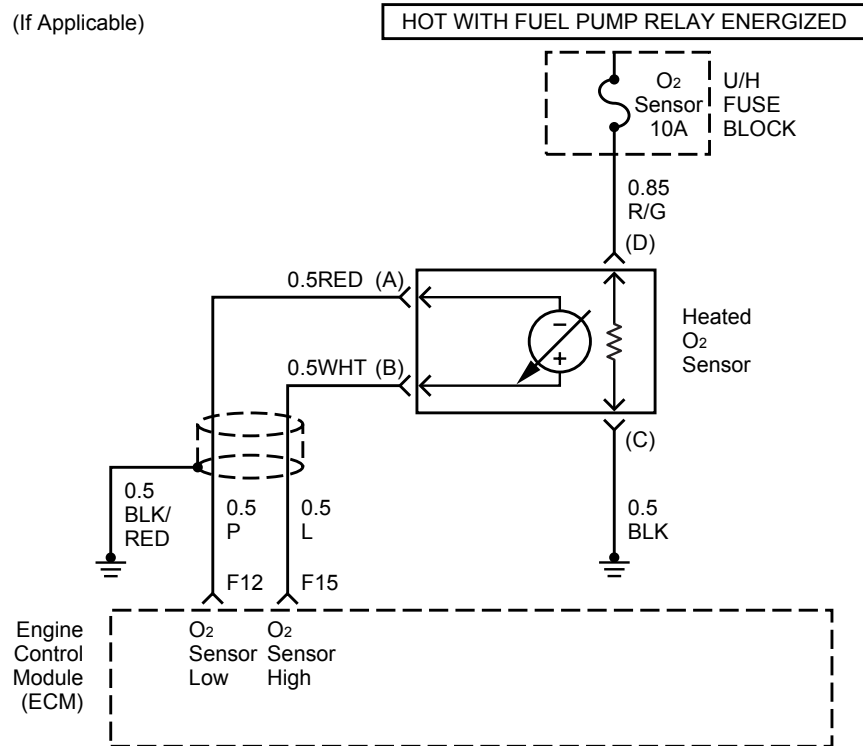 (If Applicable)
HOT WITH FUEL PUMP RELAY ENERGIZED
O2
Sensor
10A
U/H
FUSE
BLOCK
0.85
R/G
(D)
0.5RED (A)
0.5WHT (B)
−
+
Heated
O2
Sensor
(C)
0.5
BLK/
RED
0.5
P
0.5
L
0.5
BLK
F12
F15
Engine
Control
Module
(ECM)
O2
Sensor
Low
O2
Sensor
High